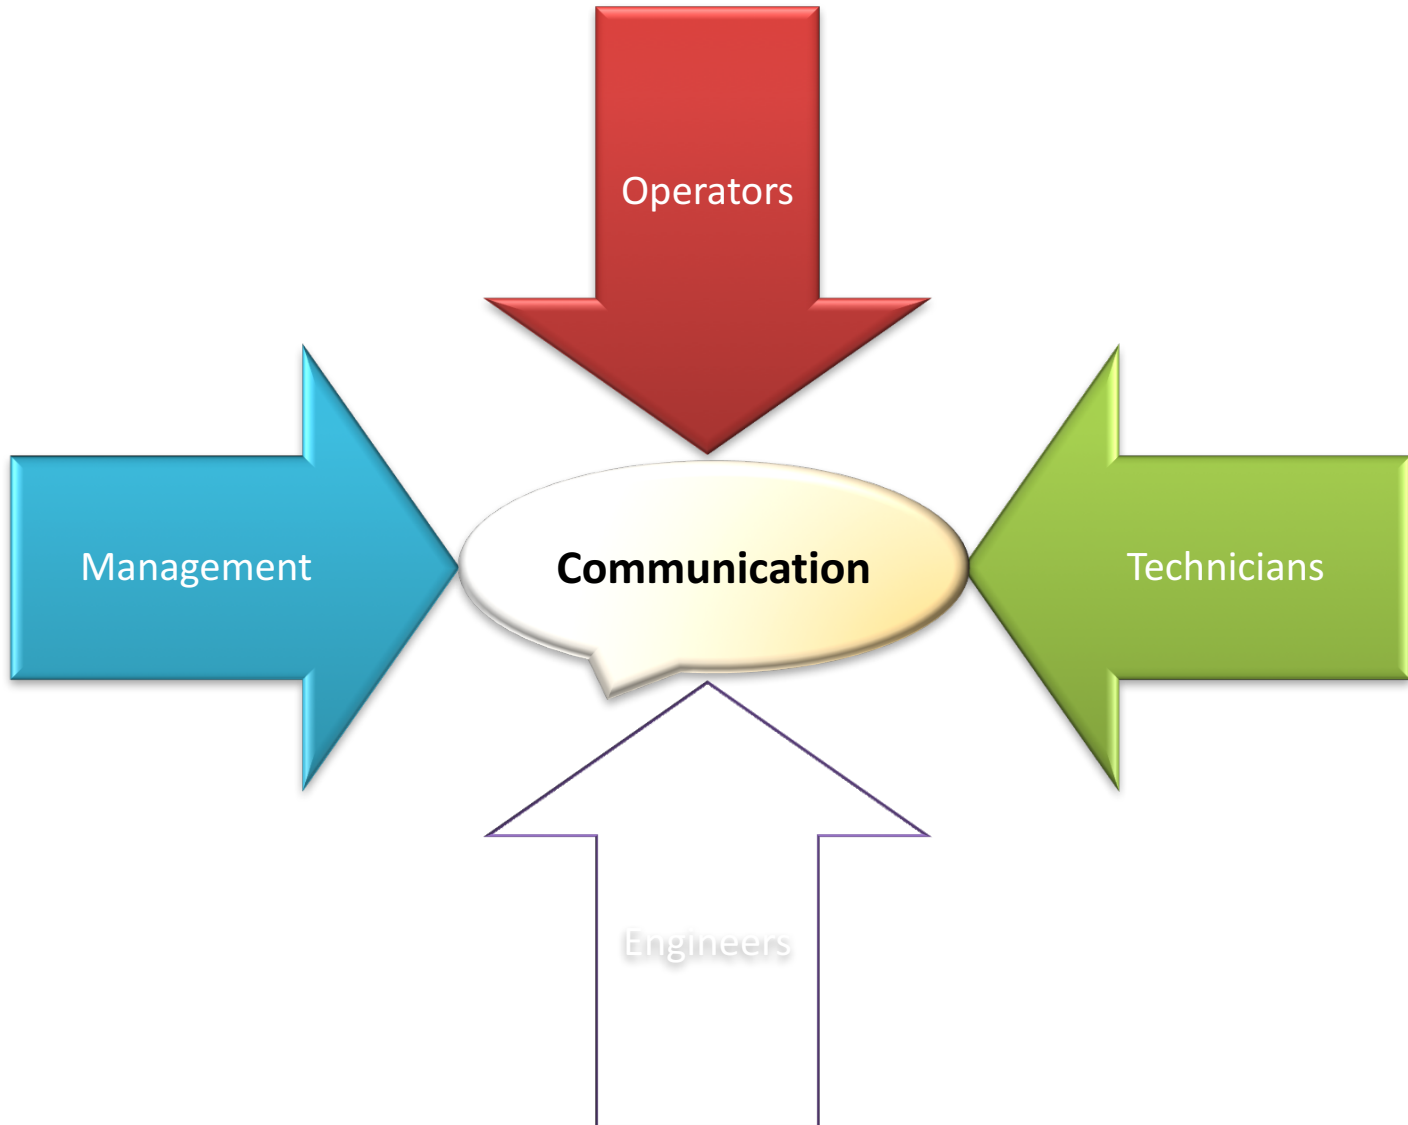 Operators
Management
Communication
Technicians
Engineers